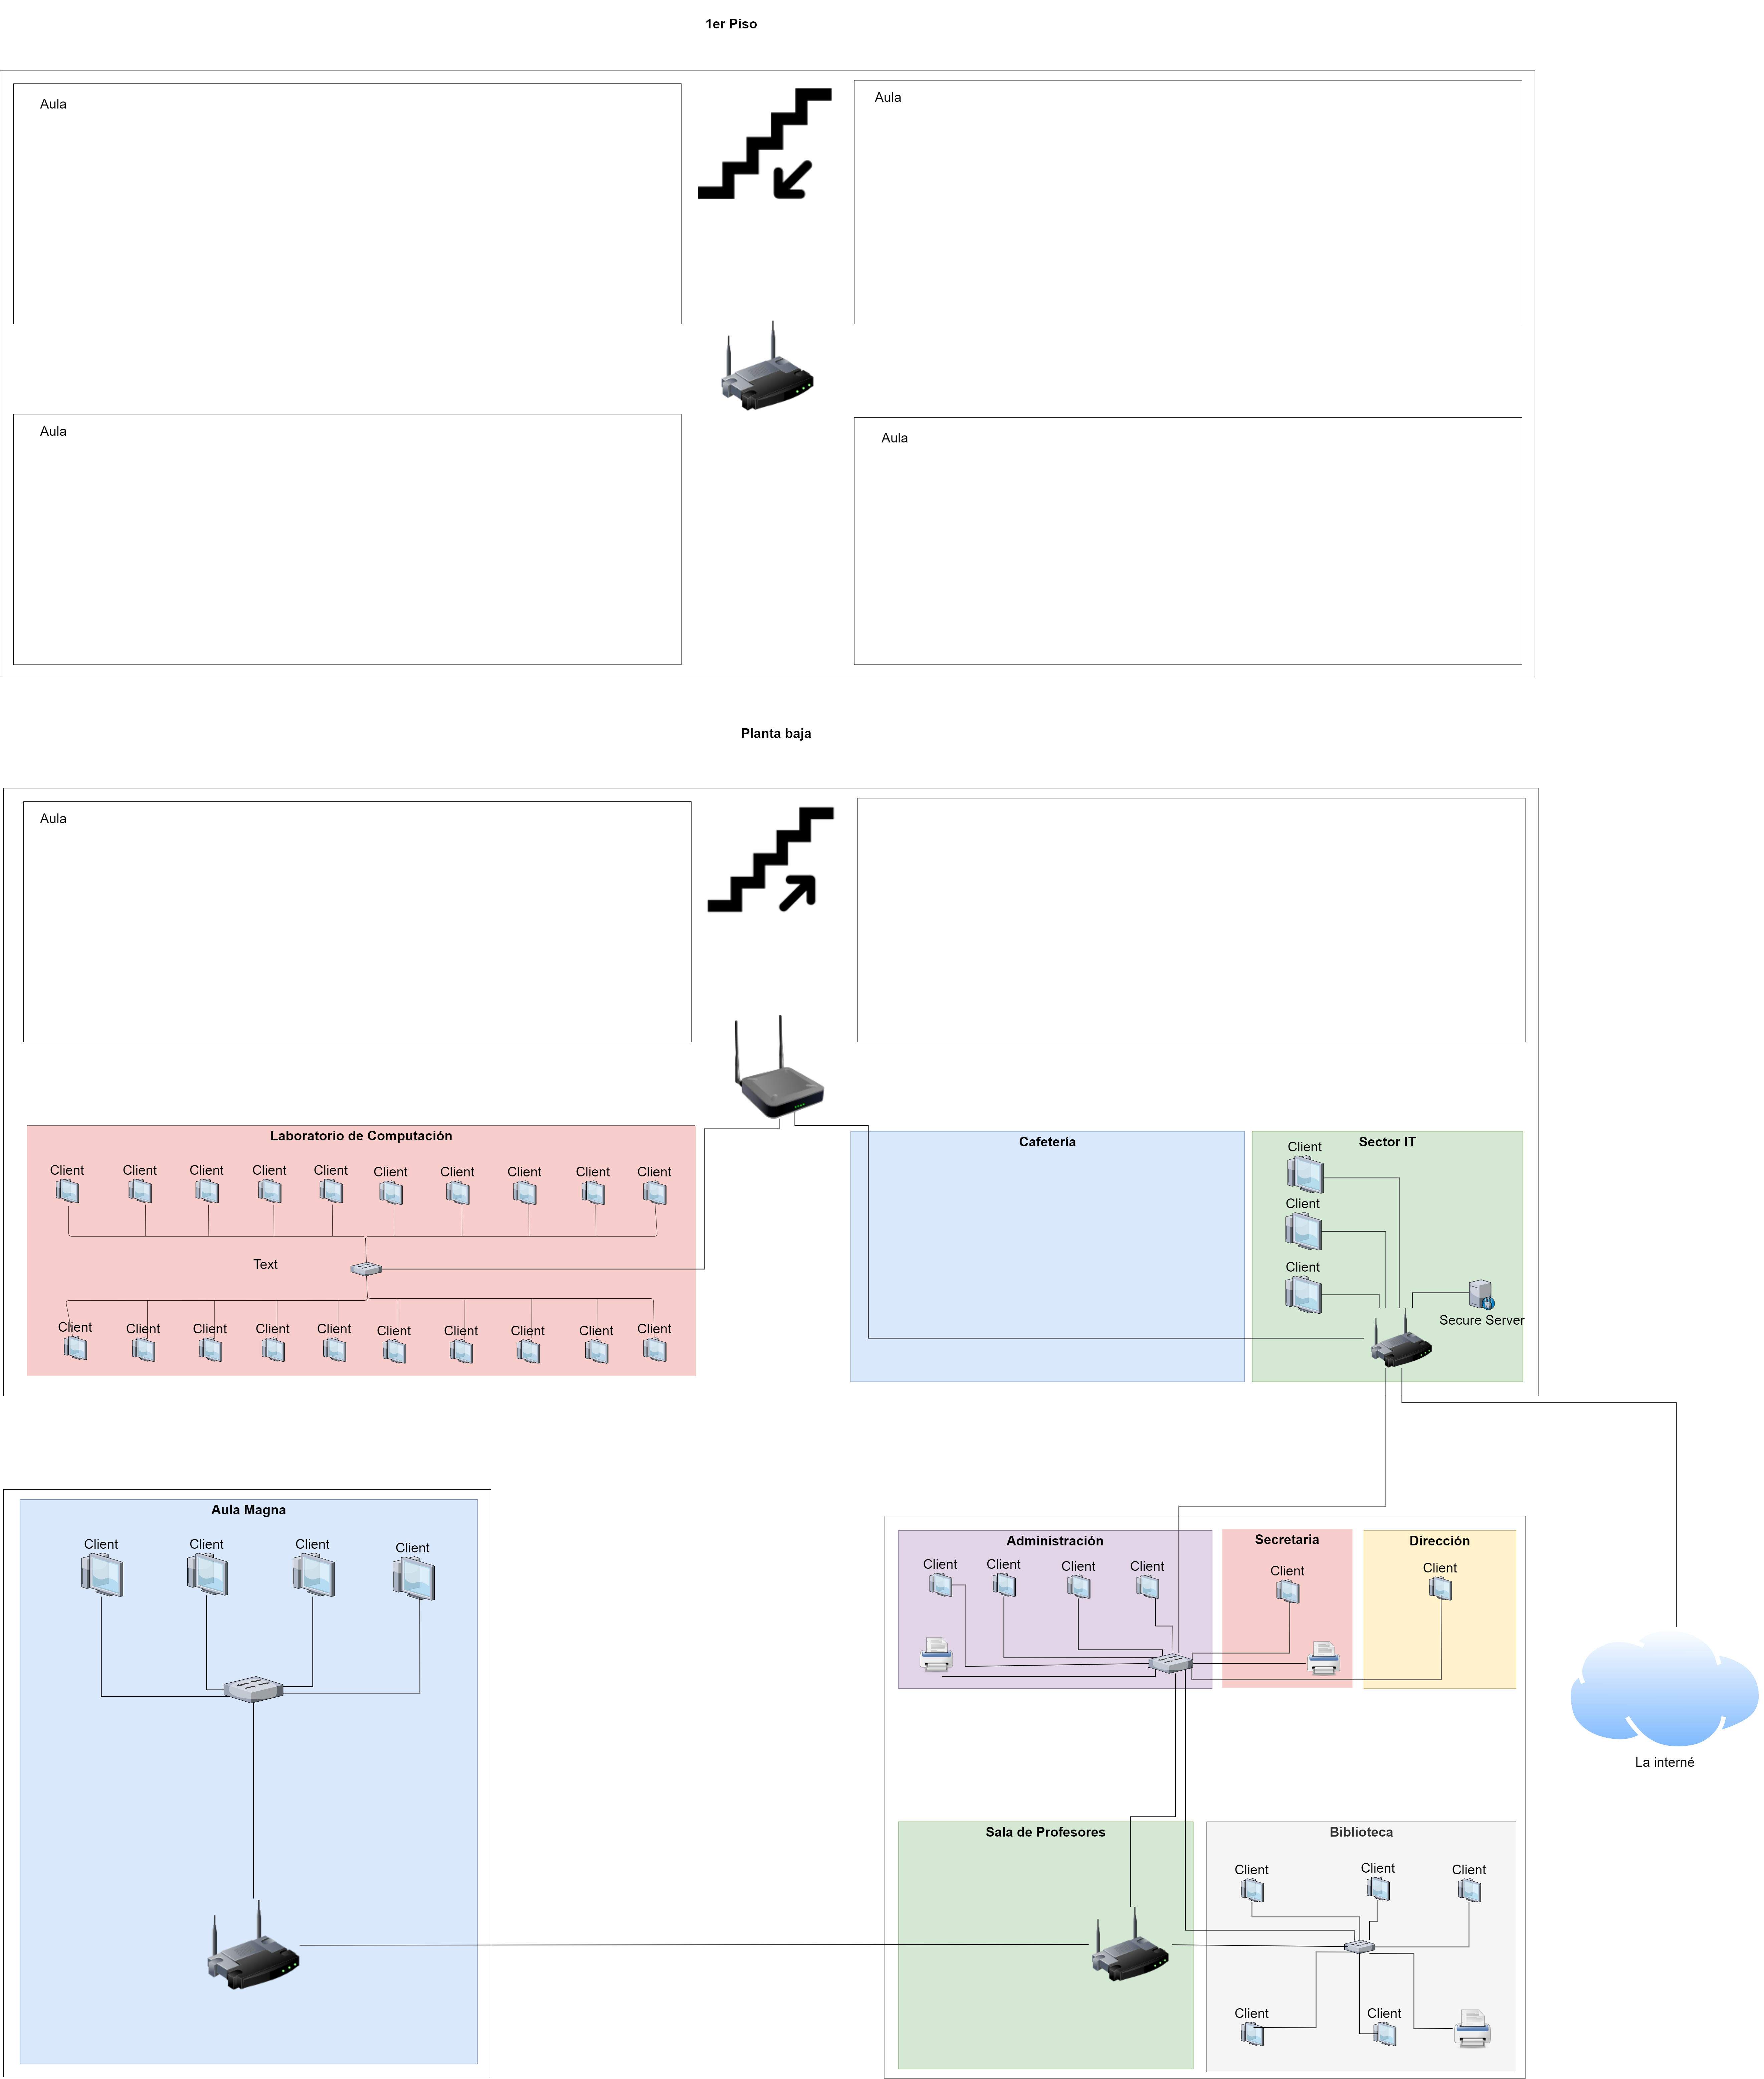 1er Piso
Aula
Aula
Aula
Aula
Planta baja
Aula
Laboratorio de Computación
Client
Client
Client
Client
Client
Client
Client
Client
Client
Client
Text
Client
Client
Client
Client
Client
Client
Client
Client
Client
Client
Cafetería
Sector IT
Client
Client
Client
Secure Server
Aula Magna
Client
Client
Client
Client
Administración
Client
Client
Client
Client
Secretaria
Client
Dirección
Client
La interné
Sala de Profesores
Biblioteca
Client
Client
Client
Client
Client